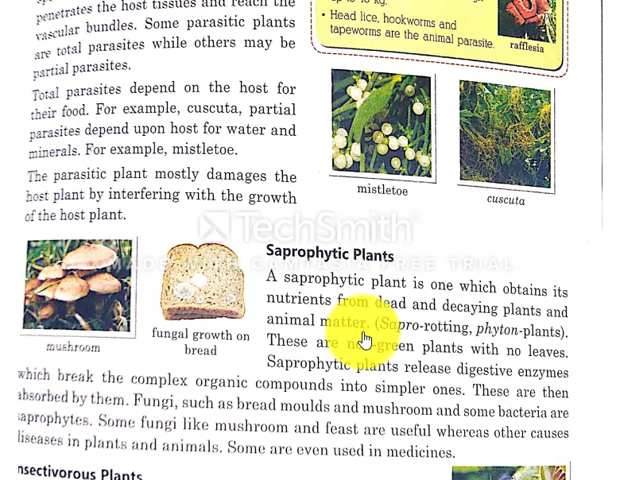 penetrates the host tissues and reach the
vascular bundles. Some parasitic plants
are total parasites while others may be
partial parasites.
Total parasites depend on the host for
their food. For example, cuscuta, partial
parasites depend upon host for water and
minerals. For example, mistletoe.
The parasitic plant mostly damages the
host plant by interfering with the growth
of the host plant.
• Head lice, hookworms and
tapeworms are the animal parasite.
rafflesia
mistletoe
cuscuta
TechSmith
MADE WITH CAMTASIA FREE TRIAL
mushroom
fungal growth on
bread
Saprophytic Plants
A saprophytic plant is one which obtains its
nutrients from dead and decaying plants and
animal matter. (Sapro-rotting, phyton-plants).
These are non-green plants with no leaves.
Saprophytic plants release digestive enzymes
which break the complex organic compounds into simpler ones. These are then
absorbed by them. Fungi, such as bread moulds and mushroom and some bacteria are
saprophytes. Some fungi like mushroom and feast are useful whereas other causes
diseases in plants and animals. Some are even used in medicines.
nsectivorous Plants